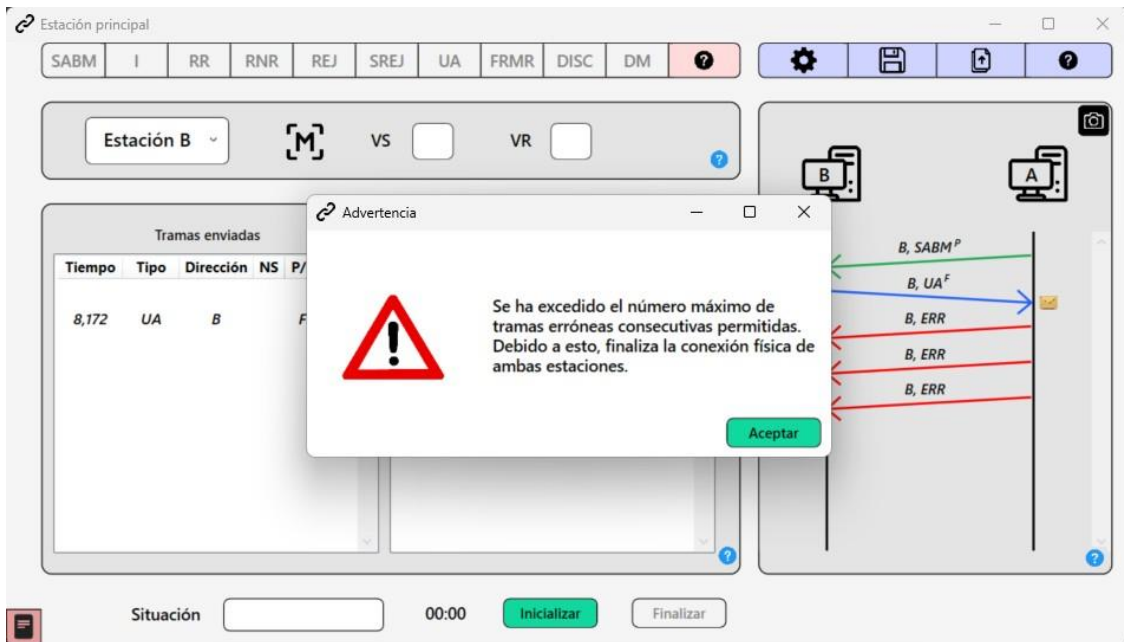 Estación principal
SABM I RR RNR REJ SREJ UA FRMR DISC DM ? ?
Estación B M VS VR ?
B A
Advertencia
Tramas enviadas
Tiempo Tipo Dirección NS P/
8,172 UA B F
Se ha excedido el número máximo de
tramas erróneas consecutivas permitidas.
Debido a esto, finaliza la conexión física de
ambas estaciones.
Aceptar
B, SABM P
B, UA F
B, ERR
B, ERR
B, ERR
? ?
Situación 00:00 Inicializar Finalizar